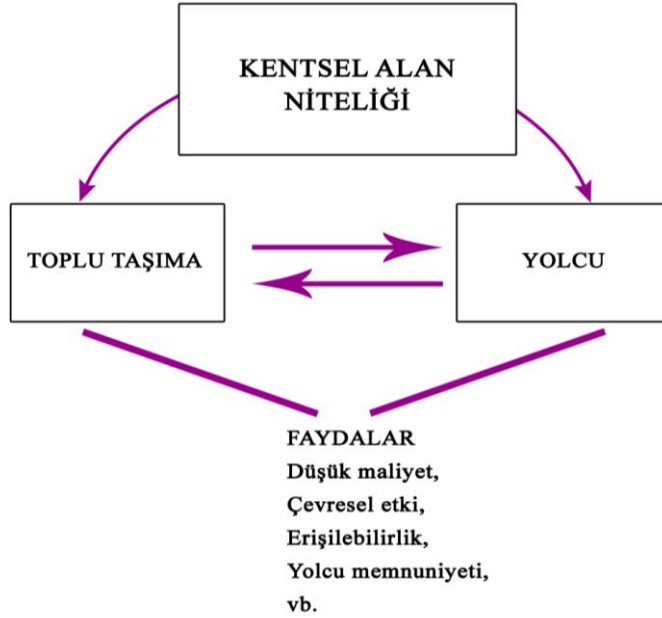 KENTSEL ALAN
NİTELİĞİ
TOPLU TAŞIMA
YOLCU
FAYDALAR
Düşük maliyet,
Çevresel etki,
Erişilebilirlik,
Yolcu memnuniyeti,
vb.